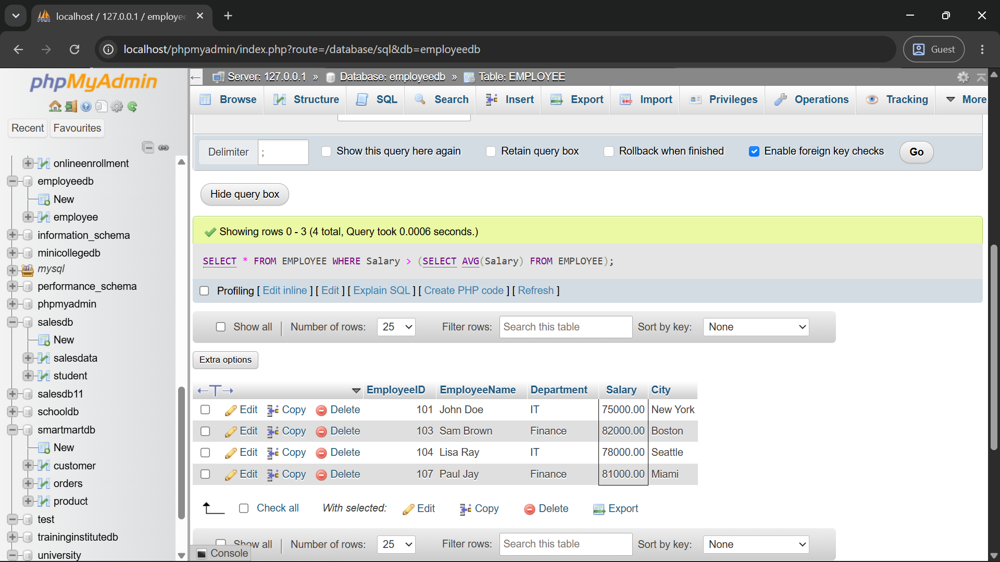 localhost / 127.0.0.1 / employee
localhost/phpmyadmin/index.php?route=/database/sql&db=employeedb
Guest
phpMyAdmin
Recent Favourites
onlineenrollment
employeedb
New
employee
information_schema
minicollegedb
mysql
performance_schema
phpmyadmin
salesdb
New
salesdata
student
salesdb11
schooldb
smartmartdb
New
customer
orders
product
test
traininginstitutedb
university
Server: 127.0.0.1 » Database: employeedb » Table: EMPLOYEE
Browse Structure SQL Search Insert Export Import Privileges Operations Tracking More
Delimiter ; Show this query here again Retain query box Rollback when finished Enable foreign key checks Go
Hide query box
Showing rows 0 - 3 (4 total, Query took 0.0006 seconds.)
SELECT * FROM EMPLOYEE WHERE Salary > (SELECT AVG(Salary) FROM EMPLOYEE);
Profiling [ Edit inline ] [ Edit ] [ Explain SQL ] [ Create PHP code ] [ Refresh ]
Show all Number of rows: 25 Filter rows: Search this table Sort by key: None
Extra options
EmployeeID EmployeeName Department Salary City
Edit Copy Delete 101 John Doe IT 75000.00 New York
Edit Copy Delete 103 Sam Brown Finance 82000.00 Boston
Edit Copy Delete 104 Lisa Ray IT 78000.00 Seattle
Edit Copy Delete 107 Paul Jay Finance 81000.00 Miami
Check all With selected: Edit Copy Delete Export
Show all Number of rows: 25 Filter rows: Search this table Sort by key: None
Console